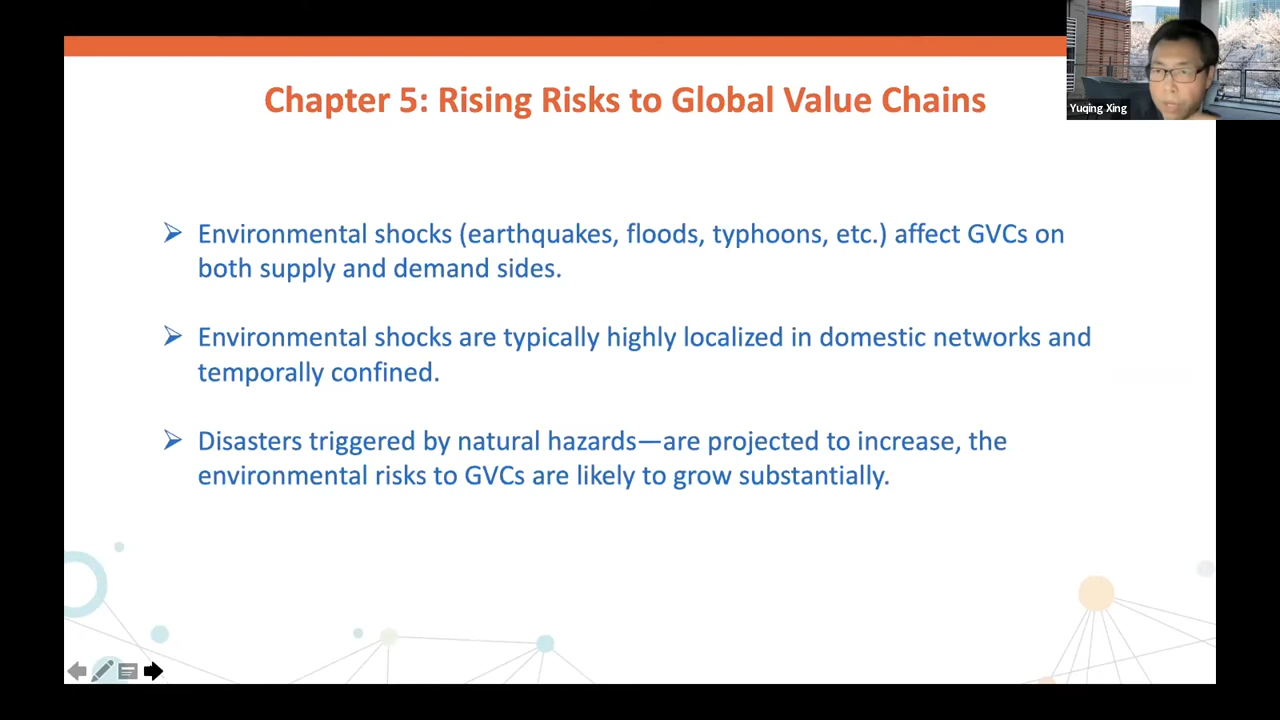 Chapter 5: Rising Risks to Global Value Chains
Yuqing Xing
Environmental shocks (earthquakes, floods, typhoons, etc.) affect GVCs on
both supply and demand sides.
Environmental shocks are typically highly localized in domestic networks and
temporally confined.
Disasters triggered by natural hazards—are projected to increase, the
environmental risks to GVCs are likely to grow substantially.